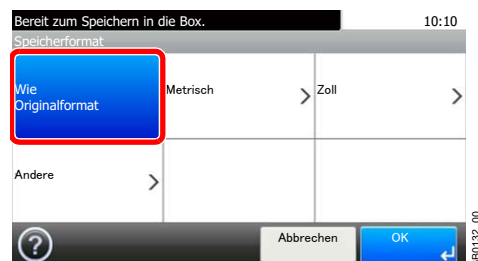 Bereit zum Speichern in die Box. 10:10
Speicherformat
Wie
Originalformat
Metrisch
Zoll
Andere
?
Abbrechen
OK